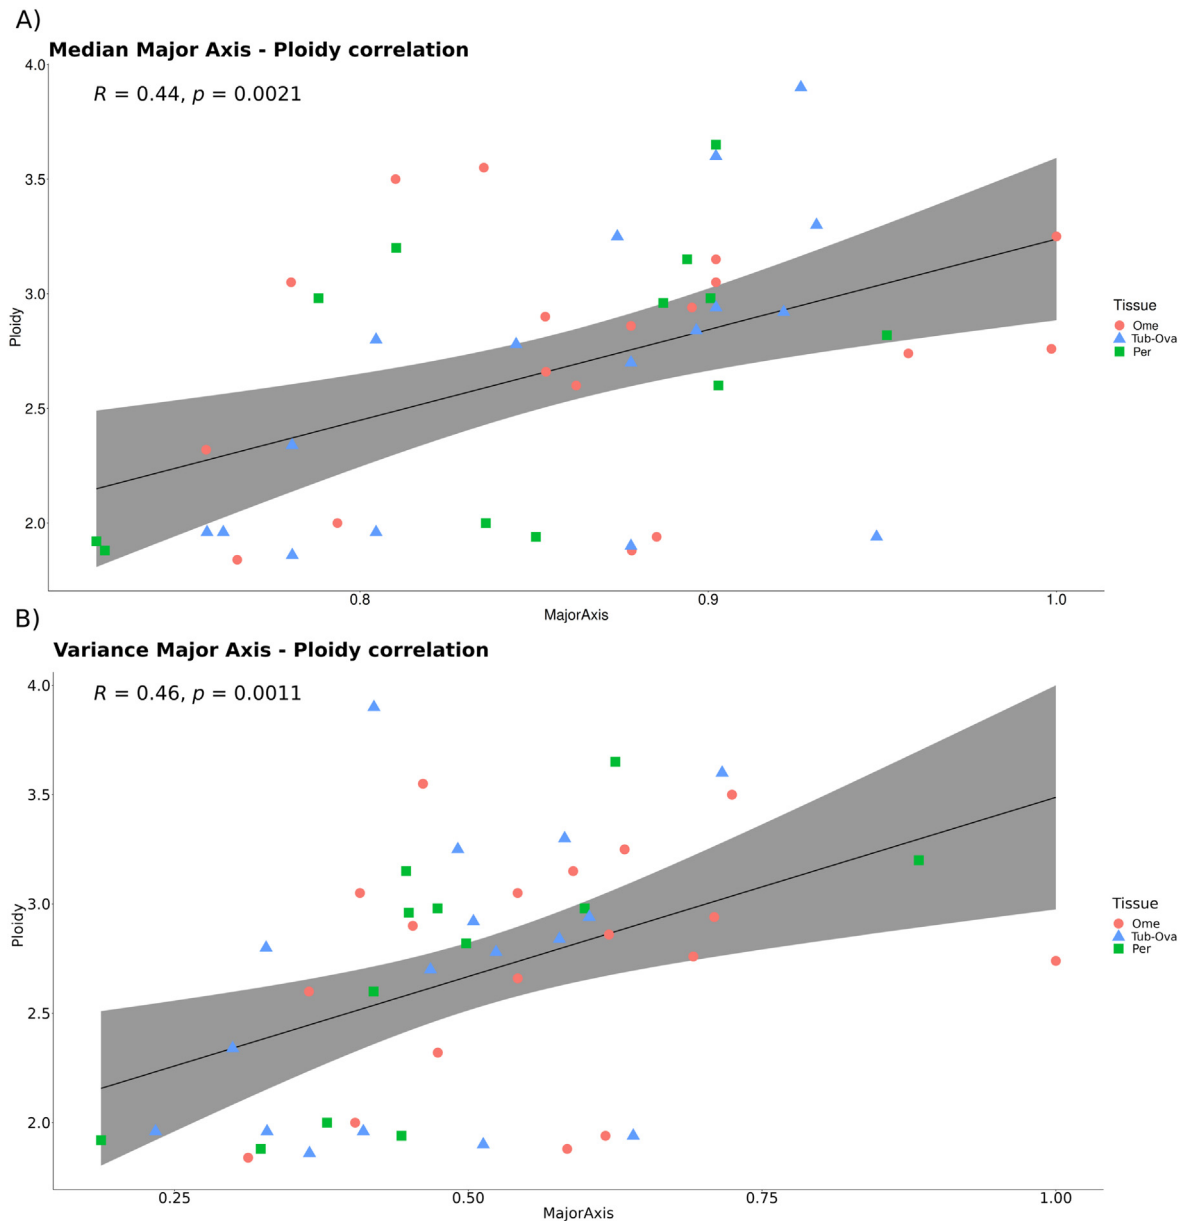 A)
Median Major Axis - Ploidy correlation
R = 0.44, p = 0.0021
4.0
3.5
3.0
2.5
2.0
Ploidy
0.8 0.9 1.0
MajorAxis
Tissue
Ome
Tub-Ova
Per
B)
Variance Major Axis - Ploidy correlation
R = 0.46, p = 0.0011
4.0
3.5
3.0
2.5
2.0
Ploidy
0.25 0.50 0.75 1.00
MajorAxis
Tissue
Ome
Tub-Ova
Per